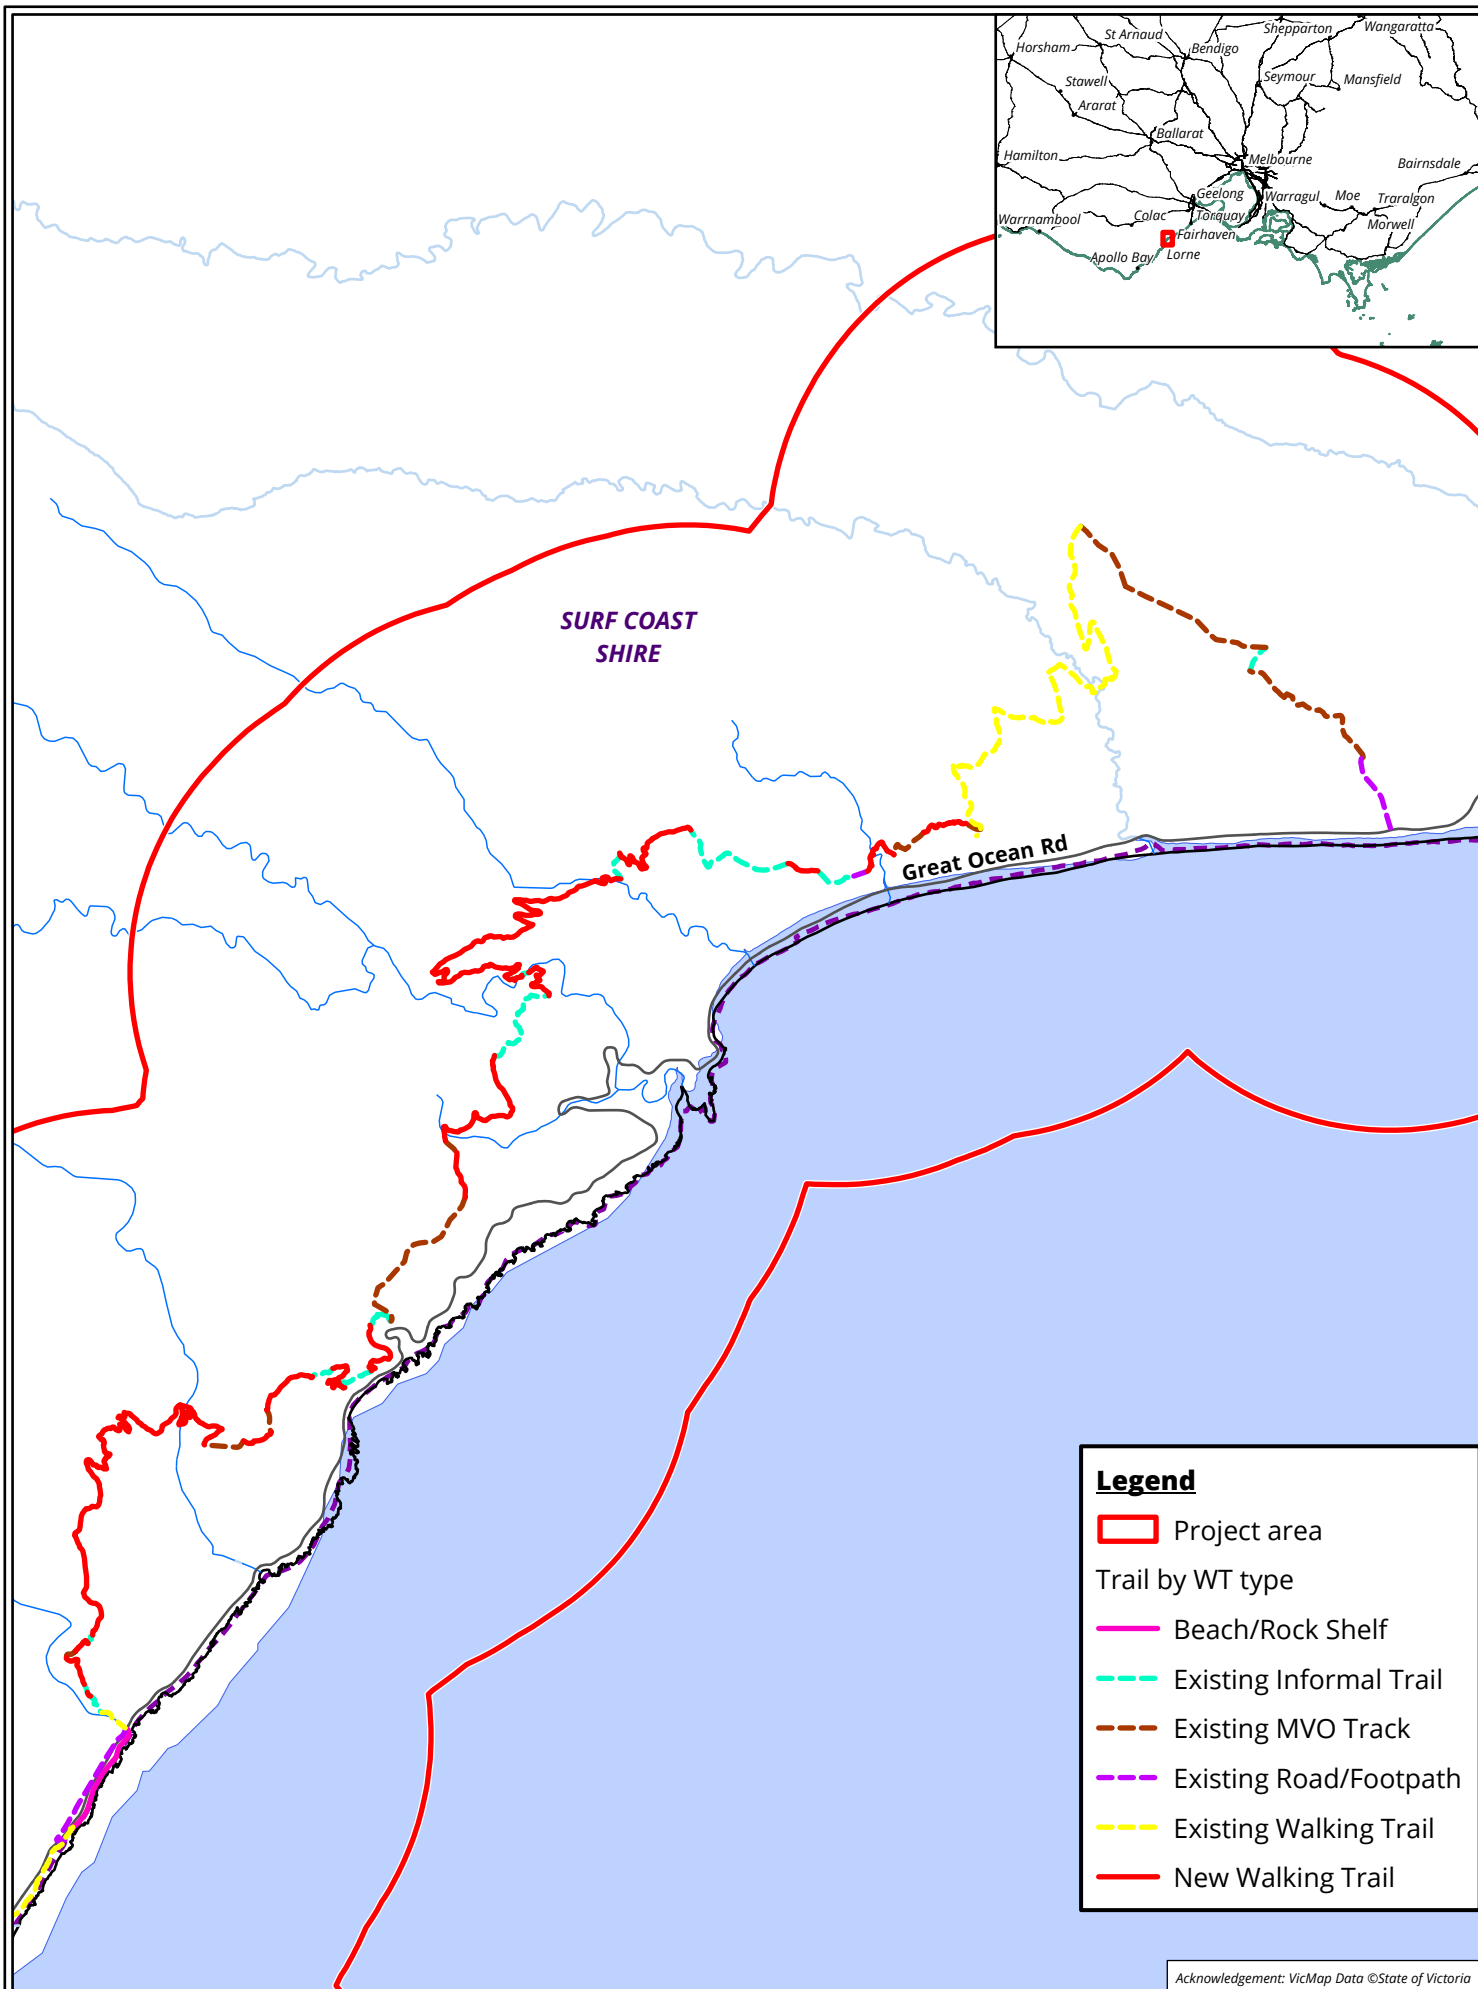 Shepparton
Wangaratta
St Arnaud
Horsham
Bendigo
Stawell
Seymour
Mansfield
Ararat
Ballarat
Hamilton
Melbourne
Bairnsdale
Geelong
Warragul
Moe
Traralgon
Warrnambool
Colac
Torquay
Morwell
Fairhaven
Apollo Bay
Lorne
SURF COAST
SHIRE
Great Ocean Rd
Legend
Project area
Trail by WT type
Beach/Rock Shelf
Existing Informal Trail
Existing MVO Track
Existing Road/Footpath
Existing Walking Trail
New Walking Trail
Acknowledgement: VicMap Data ©State of Victoria